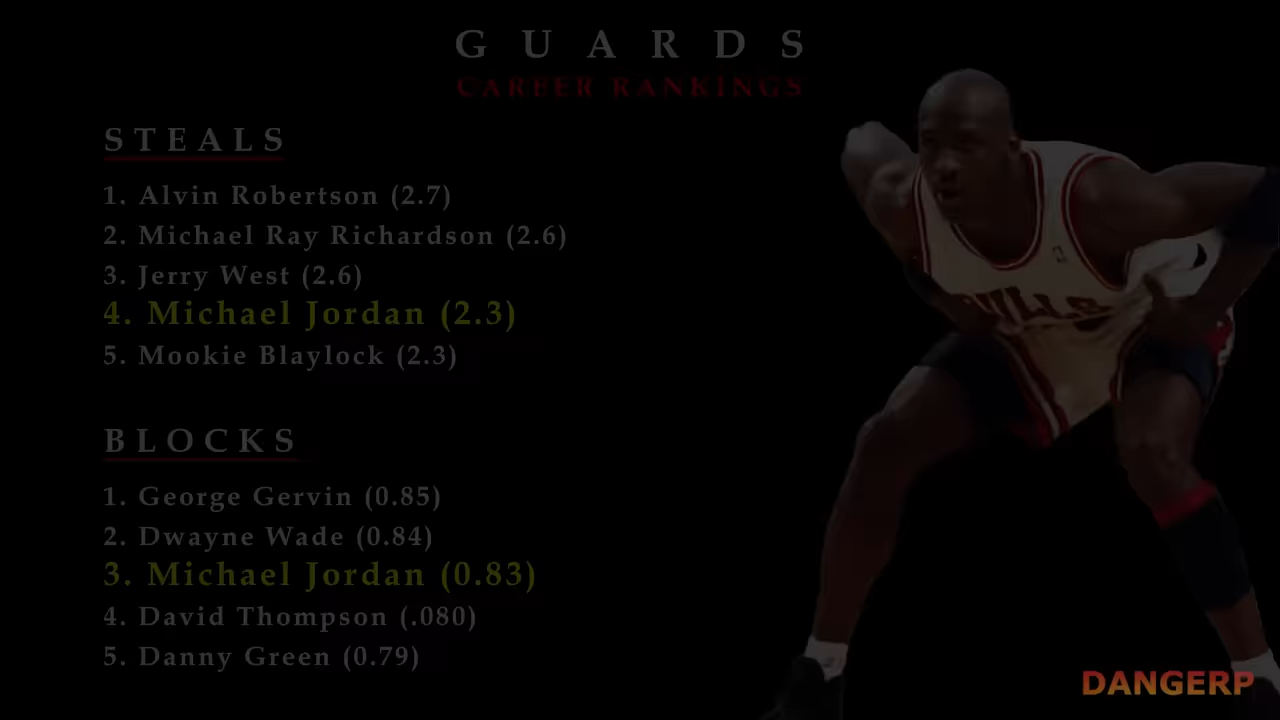 GUARDS
CAREER RANKINGS
STEALS
1. Alvin Robertson (2.7)
2. Michael Ray Richardson (2.6)
3. Jerry West (2.6)
4. Michael Jordan (2.3)
5. Mookie Blaylock (2.3)
BLOCKS
1. George Gervin (0.85)
2. Dwayne Wade (0.84)
3. Michael Jordan (0.83)
4. David Thompson (.080)
5. Danny Green (0.79)
BULLS
DANGERP